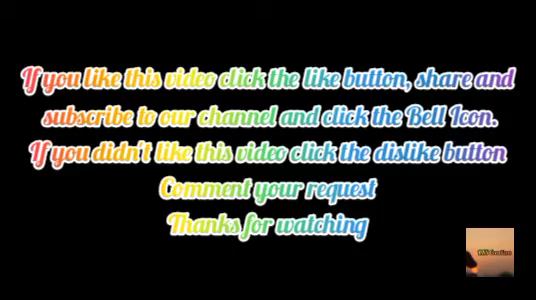 If you like this video click the like button, share and
subscribe to our channel and click the Bell Icon.
If you didn't like this video click the dislike button
Comment your request
Thanks for watching